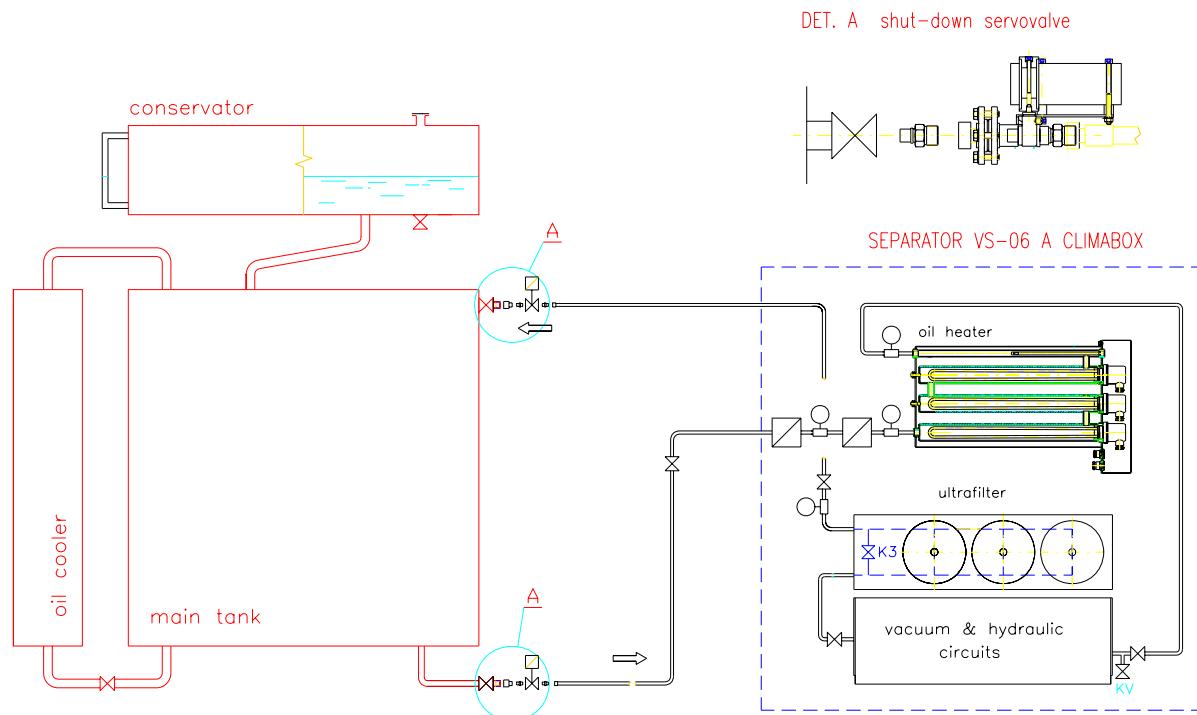 DET. A shut-down servovalve
conservator
A
SEPARATOR VS-06 A CLIMABOX
oil heater
ultrafilter
K3
oil cooler
main tank
A
vacuum & hydraulic
circuits
KV